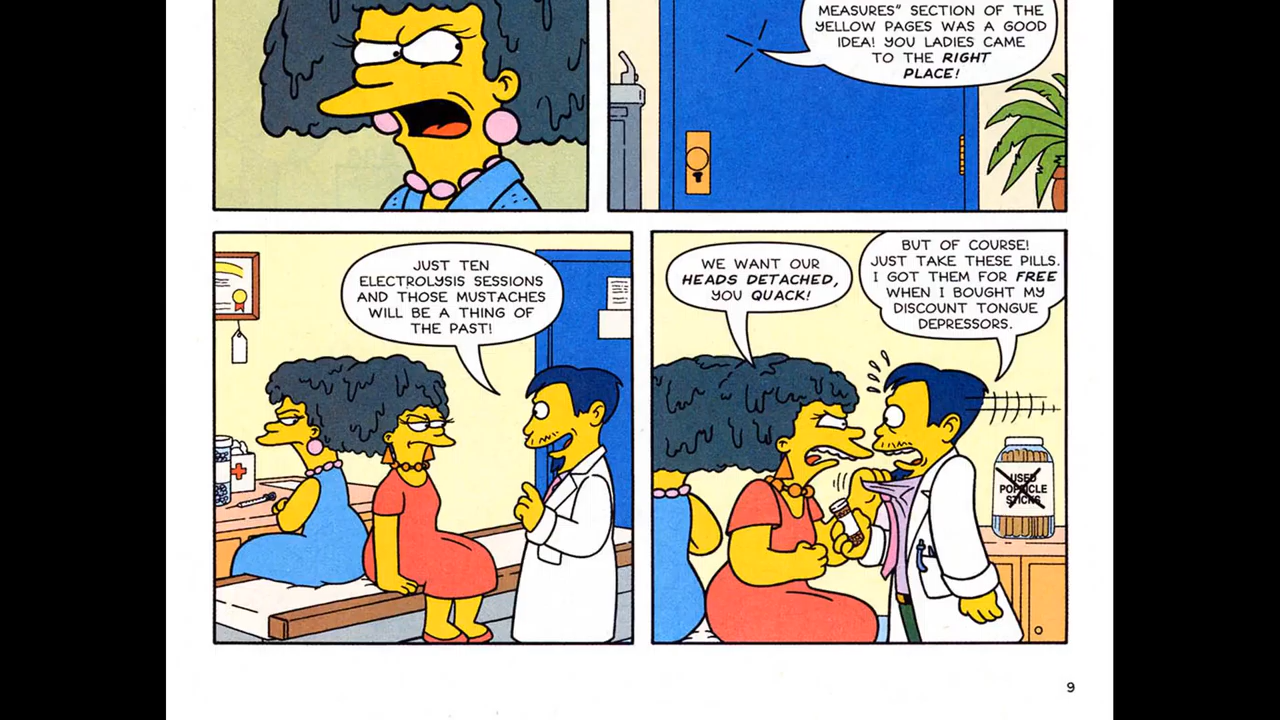 MEASURES" SECTION OF THE
YELLOW PAGES WAS A GOOD
IDEA! YOU LADIES CAME
TO THE RIGHT
PLACE!
JUST TEN
ELECTROLYSIS SESSIONS
AND THOSE MUSTACHES
WILL BE A THING OF
THE PAST!
WE WANT OUR
HEADS DETACHED,
YOU QUACK!
BUT OF COURSE!
JUST TAKE THESE PILLS.
I GOT THEM FOR FREE
WHEN I BOUGHT MY
DISCOUNT TONGUE
DEPRESSORS.
USED
POPSICLE
STICKS
9